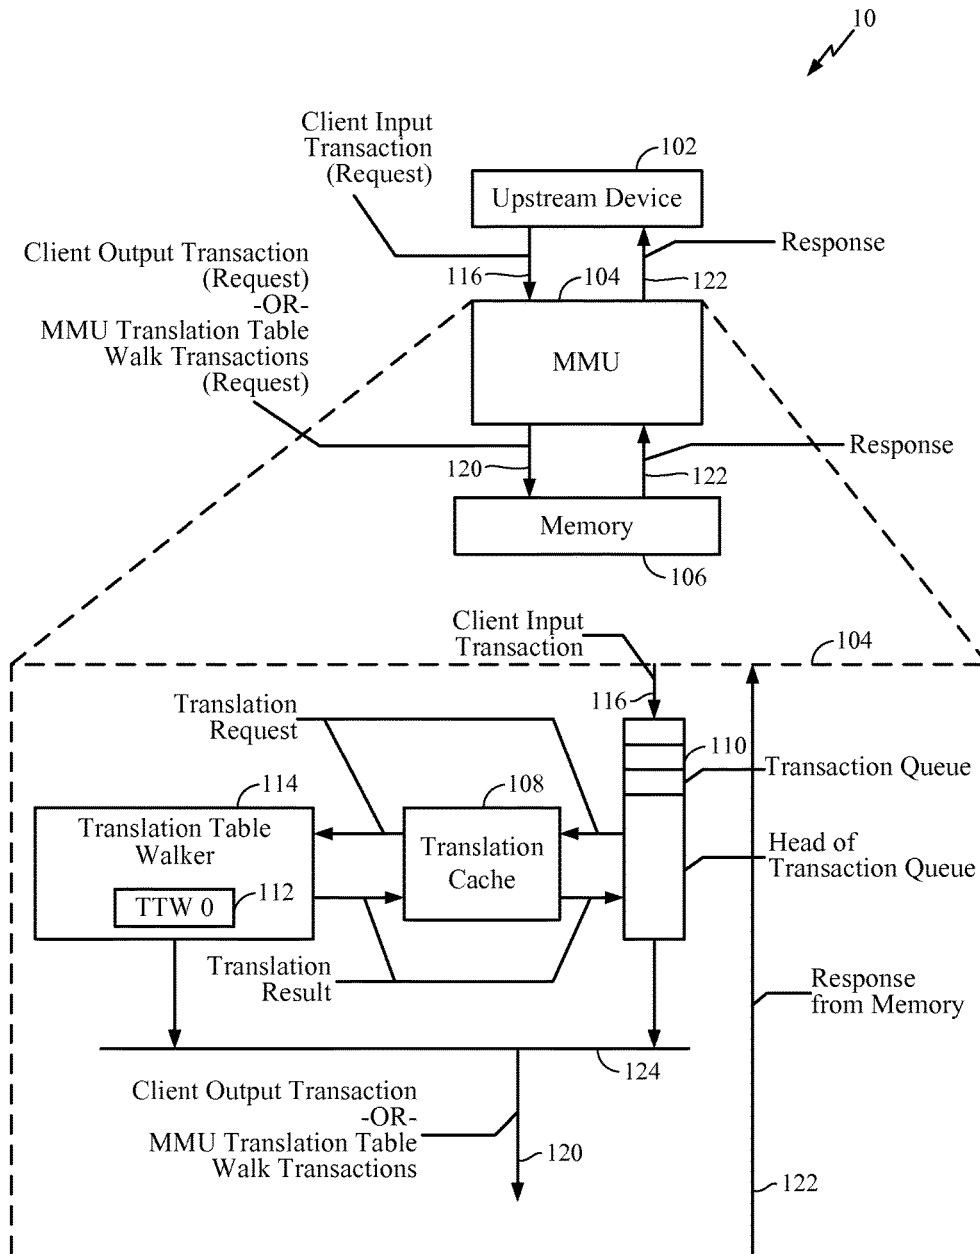 10
Client Input
Transaction
(Request)
102
Upstream Device
Client Output Transaction
(Request)
-OR-
MMU Translation Table
Walk Transactions
(Request)
116
104
122
Response
MMU
120
122
Response
Memory
106
Client Input
Transaction
104
116
Translation
Request
110
Transaction Queue
114
108
Translation Table
Walker
Translation
Cache
Head of
Transaction Queue
TTW 0
112
Translation
Result
Response
from Memory
124
Client Output Transaction
-OR-
MMU Translation Table
Walk Transactions
120
122